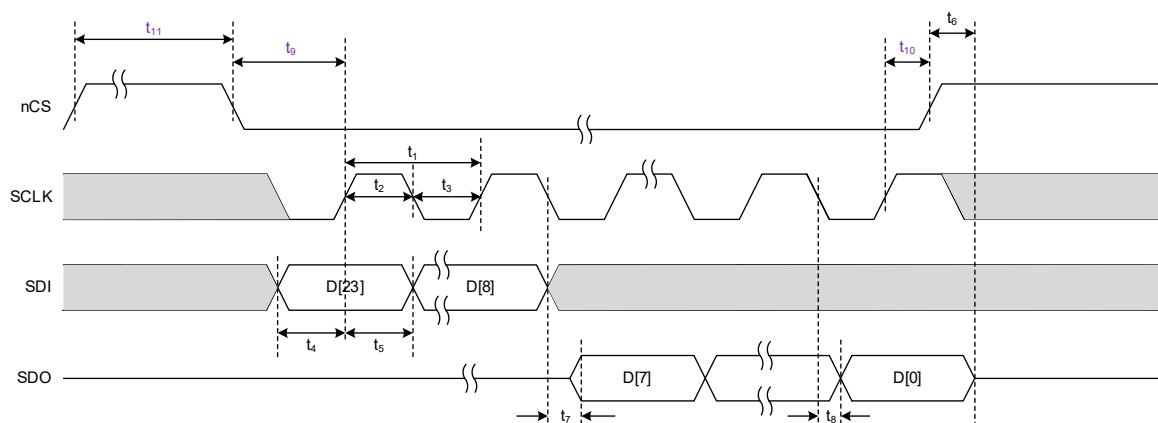 t11
t9
t6
t10
nCS
t1
t2
t3
SCLK
SDI
D[23]
D[8]
t4
t5
SDO
D[7]
D[0]
t7
t8